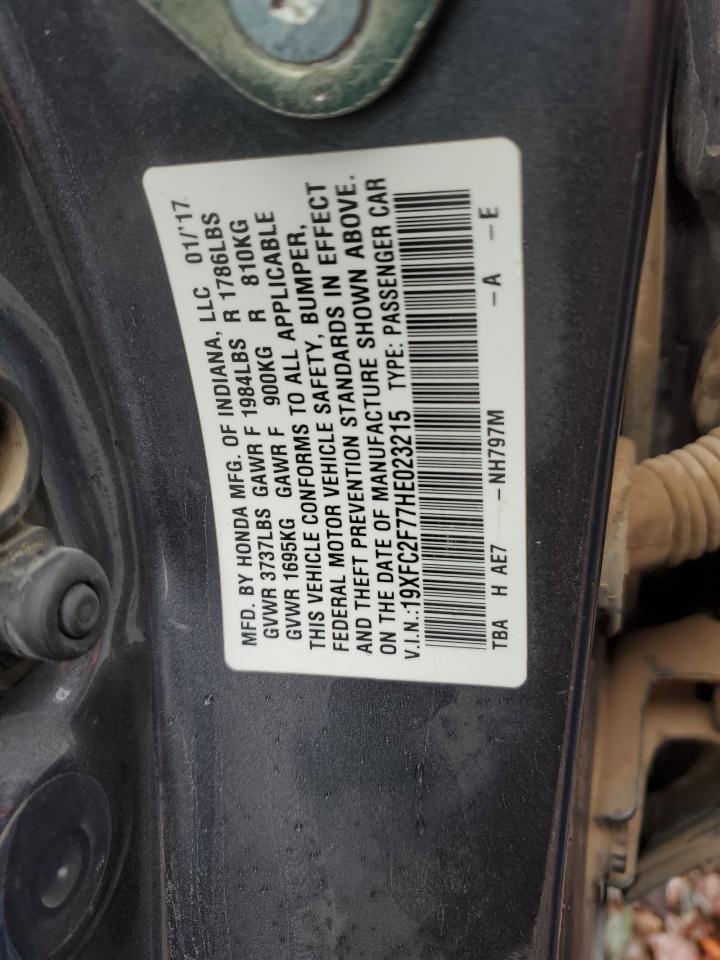 MFD. BY HONDA MFG. OF INDIANA, LLC 01/'17
GVWR 3737LBS GAWR F 1984LBS R 1786LBS
GVWR 1695KG GAWR F 900KG R 810KG
THIS VEHICLE CONFORMS TO ALL APPLICABLE
FEDERAL MOTOR VEHICLE SAFETY, BUMPER,
AND THEFT PREVENTION STANDARDS IN EFFECT
ON THE DATE OF MANUFACTURE SHOWN ABOVE.
V.I.N.:19XFC2F77HE023215 TYPE: PASSENGER CAR
TBA H AE7 -NH797M -A -E